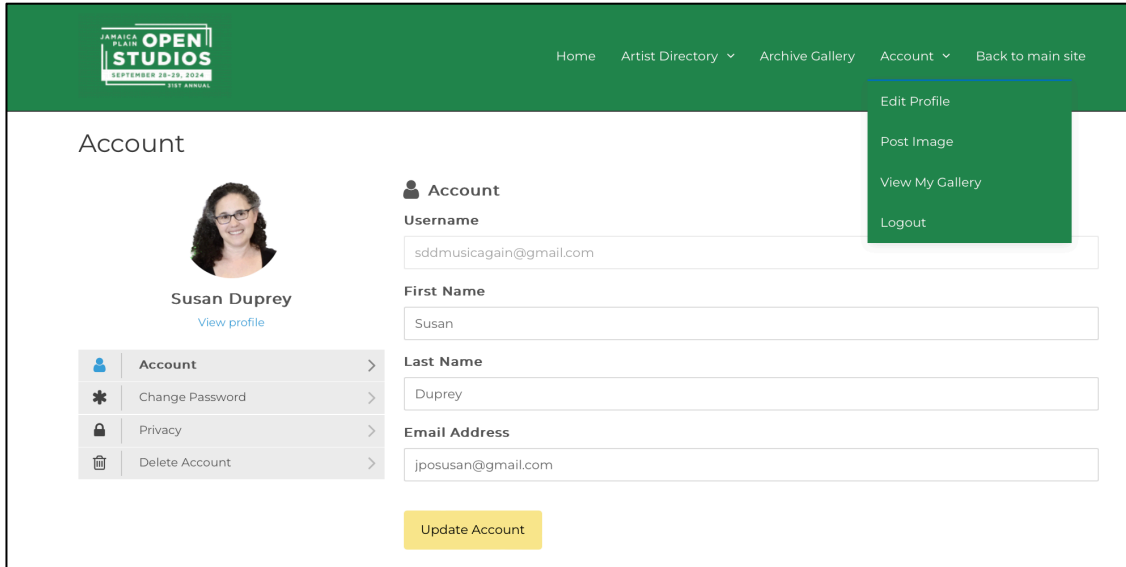 JAMAICA
PLAIN OPEN
STUDIOS
SEPTEMBER 28-29, 2024
31ST ANNUAL
Home Artist Directory Archive Gallery Account Back to main site
Edit Profile
Post Image
View My Gallery
Logout
Account
Susan Duprey
View profile
Account
Change Password
Privacy
Delete Account
Account
Username
sddmusicagain@gmail.com
First Name
Susan
Last Name
Duprey
Email Address
jposusan@gmail.com
Update Account